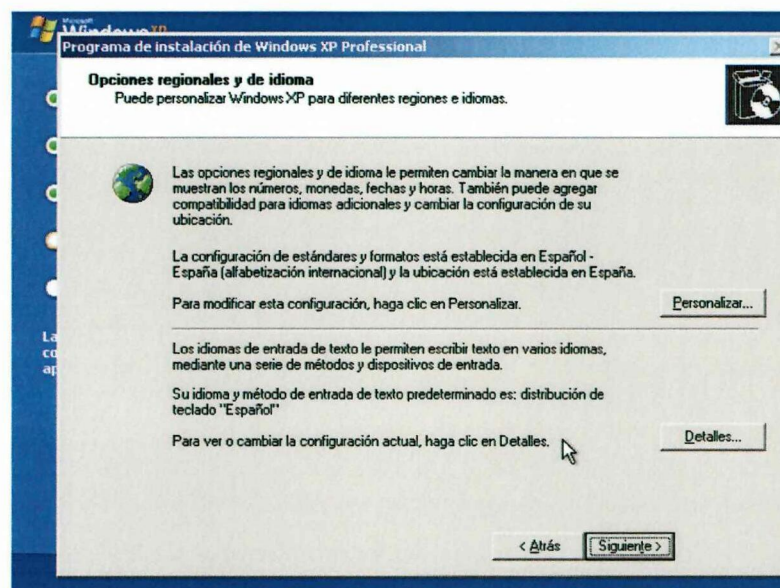 Microsoft
Windows XP
Programa de instalación de Windows XP Professional
Opciones regionales y de idioma
Puede personalizar Windows XP para diferentes regiones e idiomas.
Las opciones regionales y de idioma le permiten cambiar la manera en que se
muestran los números, monedas, fechas y horas. También puede agregar
compatibilidad para idiomas adicionales y cambiar la configuración de su
ubicación.
La configuración de estándares y formatos está establecida en Español -
España (alfabetización internacional) y la ubicación está establecida en España.
Para modificar esta configuración, haga clic en Personalizar.
Personalizar...
Los idiomas de entrada de texto le permiten escribir texto en varios idiomas,
mediante una serie de métodos y dispositivos de entrada.
Su idioma y método de entrada de texto predeterminado es: distribución de
teclado "Español"
Para ver o cambiar la configuración actual, haga clic en Detalles.
Detalles...
La
co
ap
< Atrás
Siguiente >